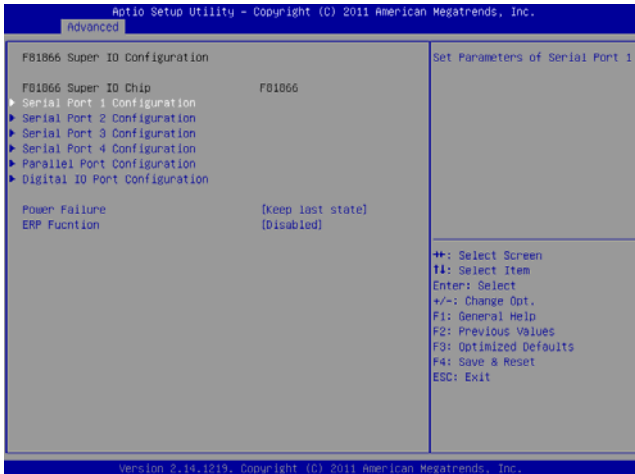 Aptio Setup Utility – Copyright (C) 2011 American Megatrends, Inc.
Advanced
F81866 Super IO Configuration
F81866 Super IO Chip F81866
Serial Port 1 Configuration
Serial Port 2 Configuration
Serial Port 3 Configuration
Serial Port 4 Configuration
Parallel Port Configuration
Digital IO Port Configuration
Power Failure [Keep last state]
ERP Fucntion [Disabled]
Set Parameters of Serial Port 1
→←: Select Screen
↑↓: Select Item
Enter: Select
+/-: Change Opt.
F1: General Help
F2: Previous Values
F3: Optimized Defaults
F4: Save & Reset
ESC: Exit
Version 2.14.1219. Copyright (C) 2011 American Megatrends, Inc.